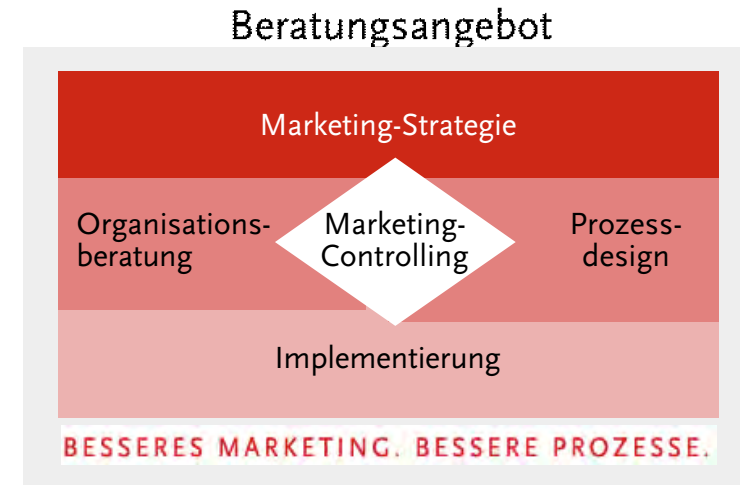 Beratungsangebot
Marketing-Strategie
Organisations-
beratung
Marketing-
Controlling
Prozess-
design
Implementierung
BESSERES MARKETING. BESSERE PROZESSE.